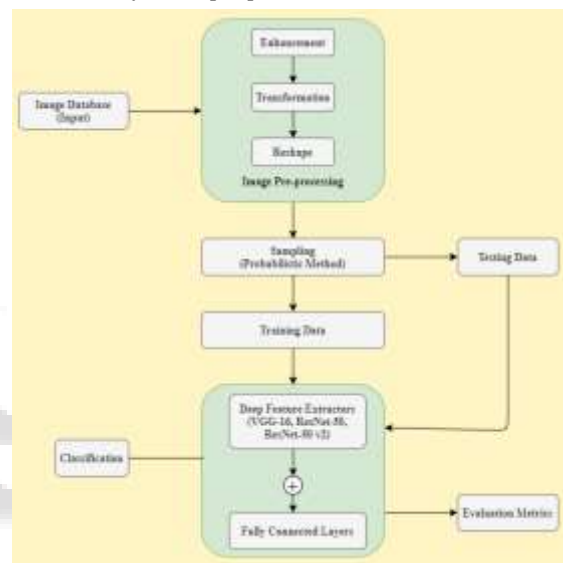 Enhancement
Image Database
(Input)
Transformation
Reshape
Image Pre-processing
Sampling
(Probabilistic Method)
Testing Data
Training Data
Deep Feature Extractors
(VGG-16, ResNet-50,
ResNet-50 v2)
Classification
+
Fully Connected Layers
Evaluation Metrics